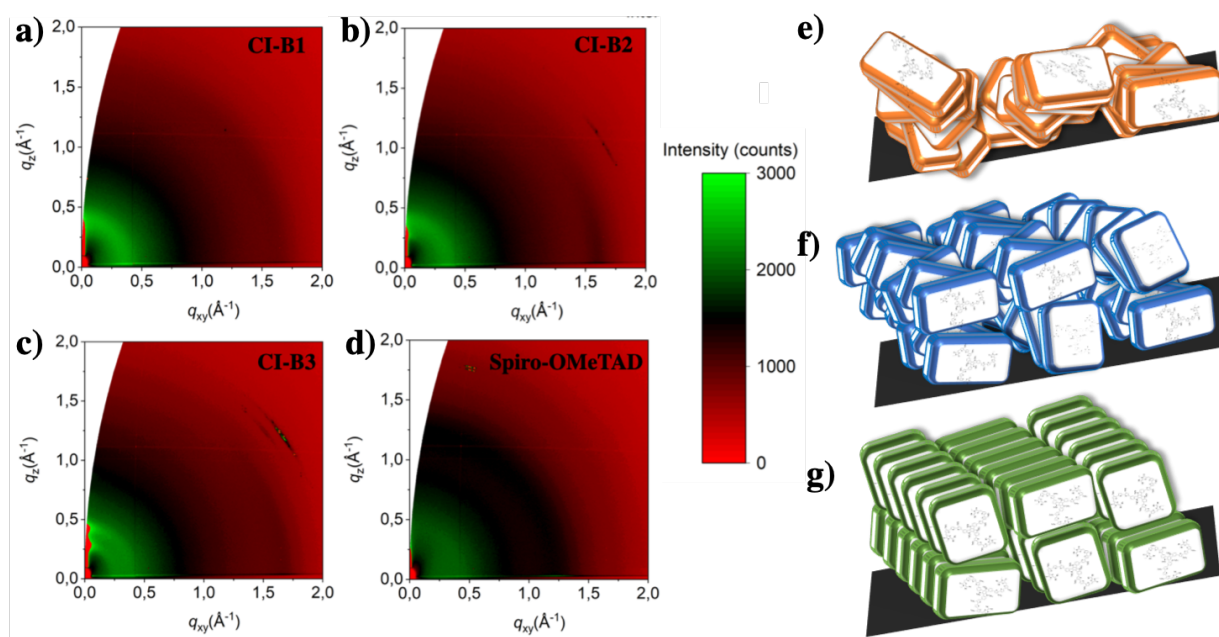 a)
CI-B1
2,0
1,5
1,0
0,5
0,0
qz(Å-1)
0,0 0,5 1,0 1,5 2,0
qxy(Å-1)
b)
CI-B2
2,0
1,5
1,0
0,5
0,0
qz(Å-1)
0,0 0,5 1,0 1,5 2,0
qxy(Å-1)
c)
CI-B3
2,0
1,5
1,0
0,5
0,0
qz(Å-1)
0,0 0,5 1,0 1,5 2,0
qxy(Å-1)
d)
Spiro-OMeTAD
2,0
1,5
1,0
0,5
0,0
qz(Å-1)
0,0 0,5 1,0 1,5 2,0
qxy(Å-1)
Intensity (counts)
3000
2000
1000
0
e)
f)
g)